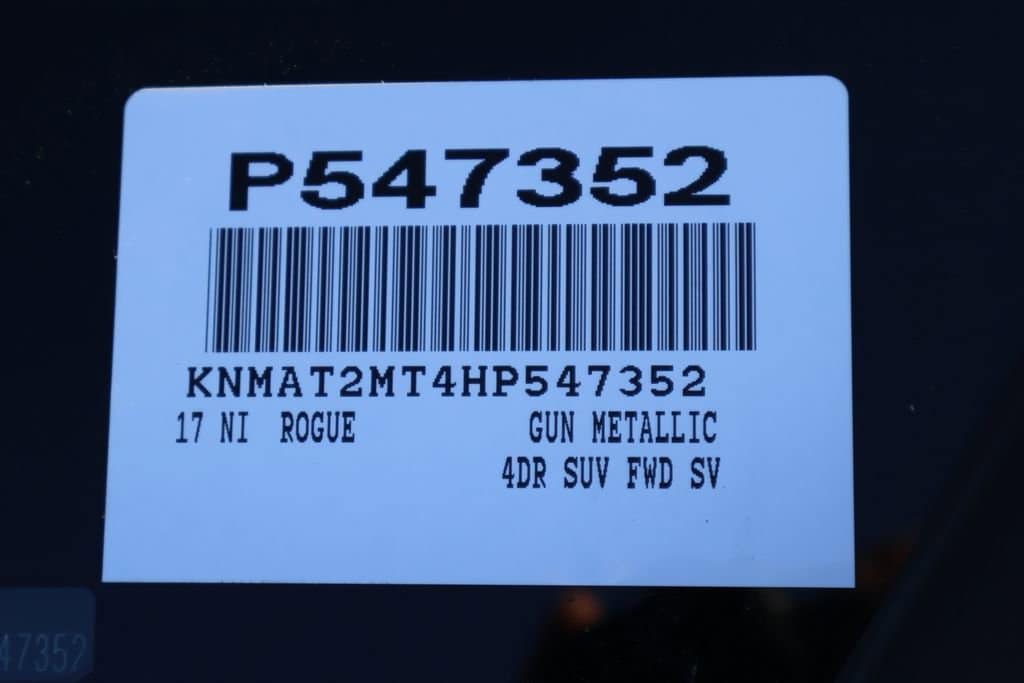 P547352
KNMAT2MT4HP547352
17 NI ROGUE GUN METALLIC
4DR SUV FWD SV
47352